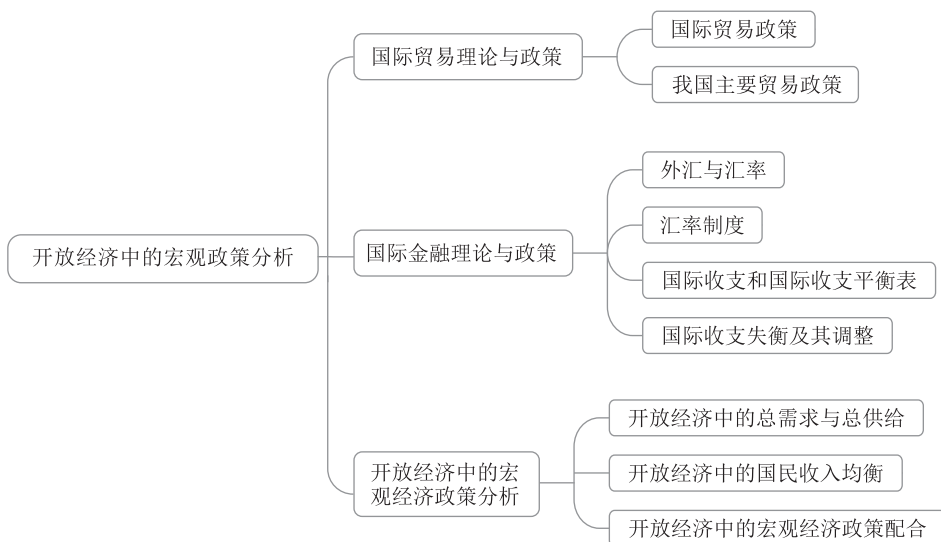 开放经济中的宏观政策分析
国际贸易理论与政策
国际贸易政策
我国主要贸易政策
国际金融理论与政策
外汇与汇率
汇率制度
国际收支和国际收支平衡表
国际收支失衡及其调整
开放经济中的宏
观经济政策分析
开放经济中的总需求与总供给
开放经济中的国民收入均衡
开放经济中的宏观经济政策配合